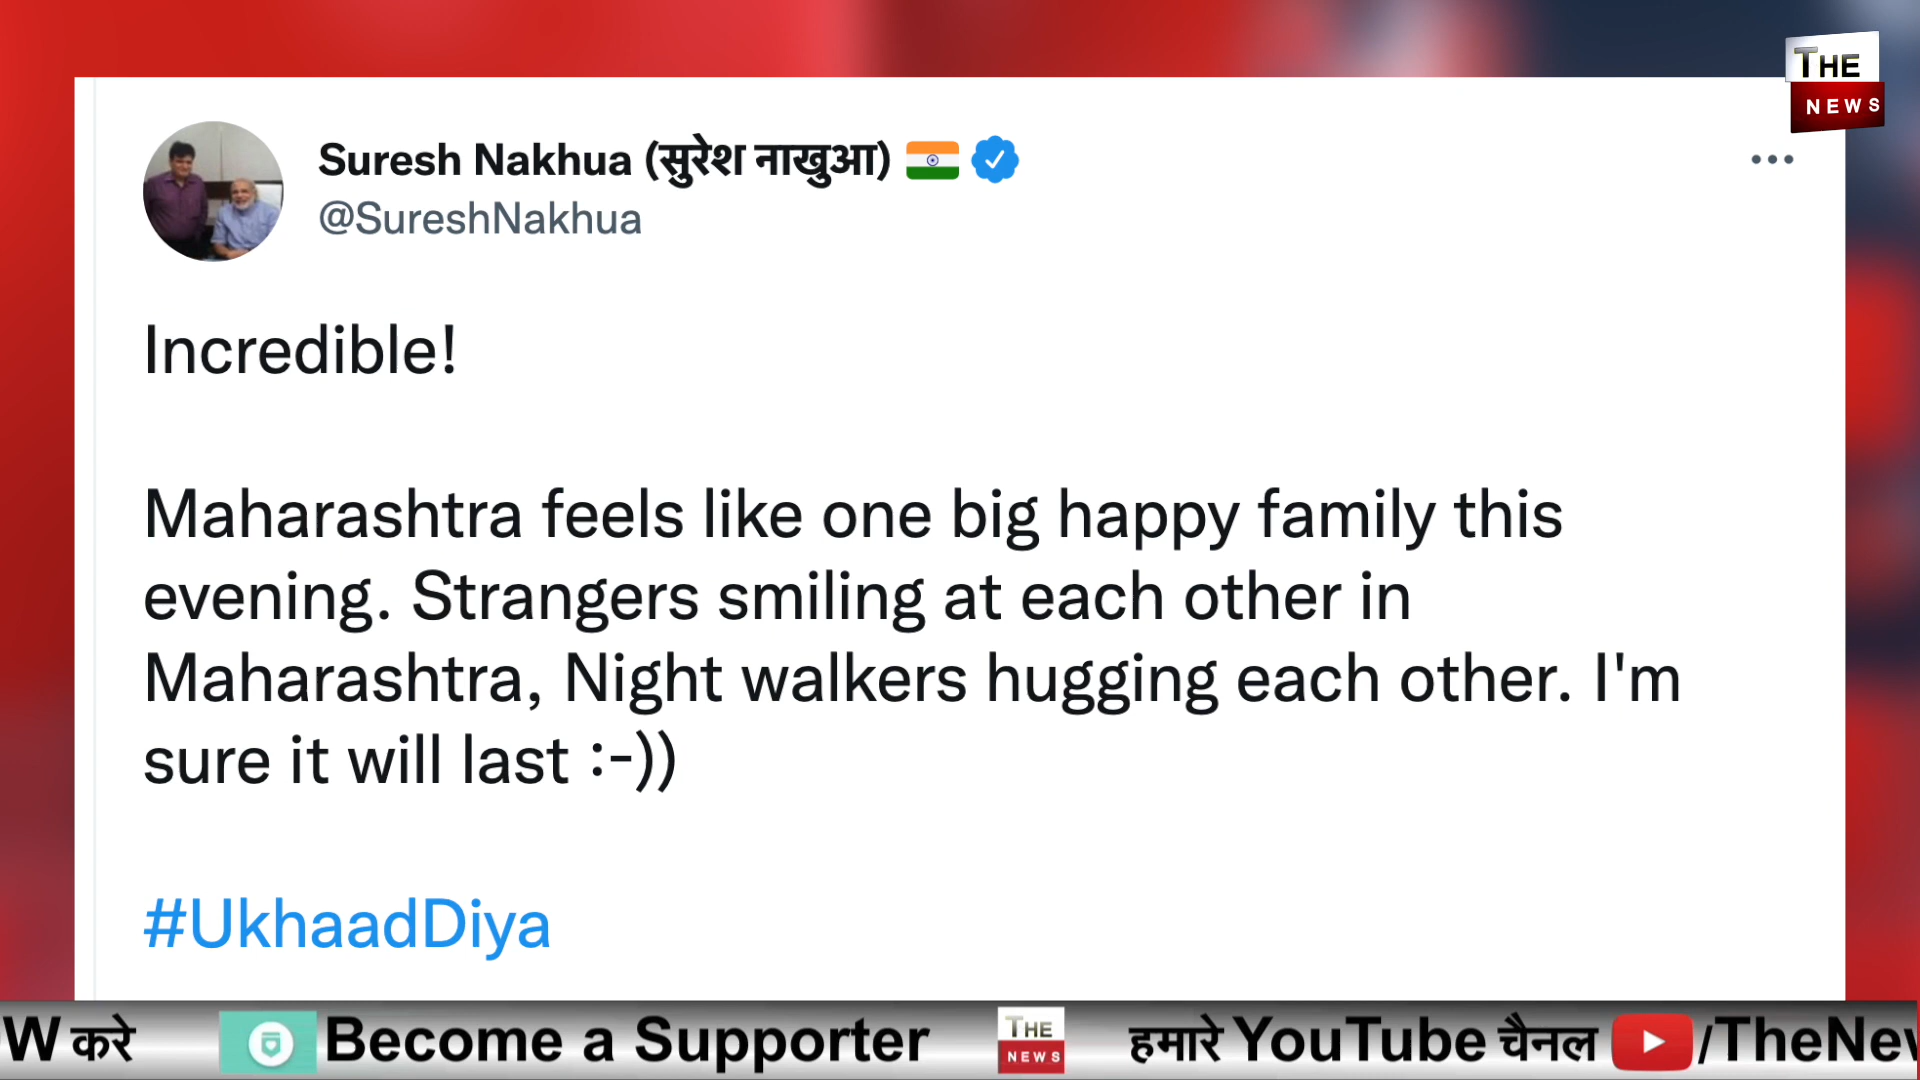 THE
NEWS
Suresh Nakhua (सुरेश नाखुआ)
@SureshNakhua
Incredible!
Maharashtra feels like one big happy family this
evening. Strangers smiling at each other in
Maharashtra, Night walkers hugging each other. I'm
sure it will last :-))
#UkhaadDiya
W करे Become a Supporter THE NEWS हमारे YouTube चैनल /TheNew